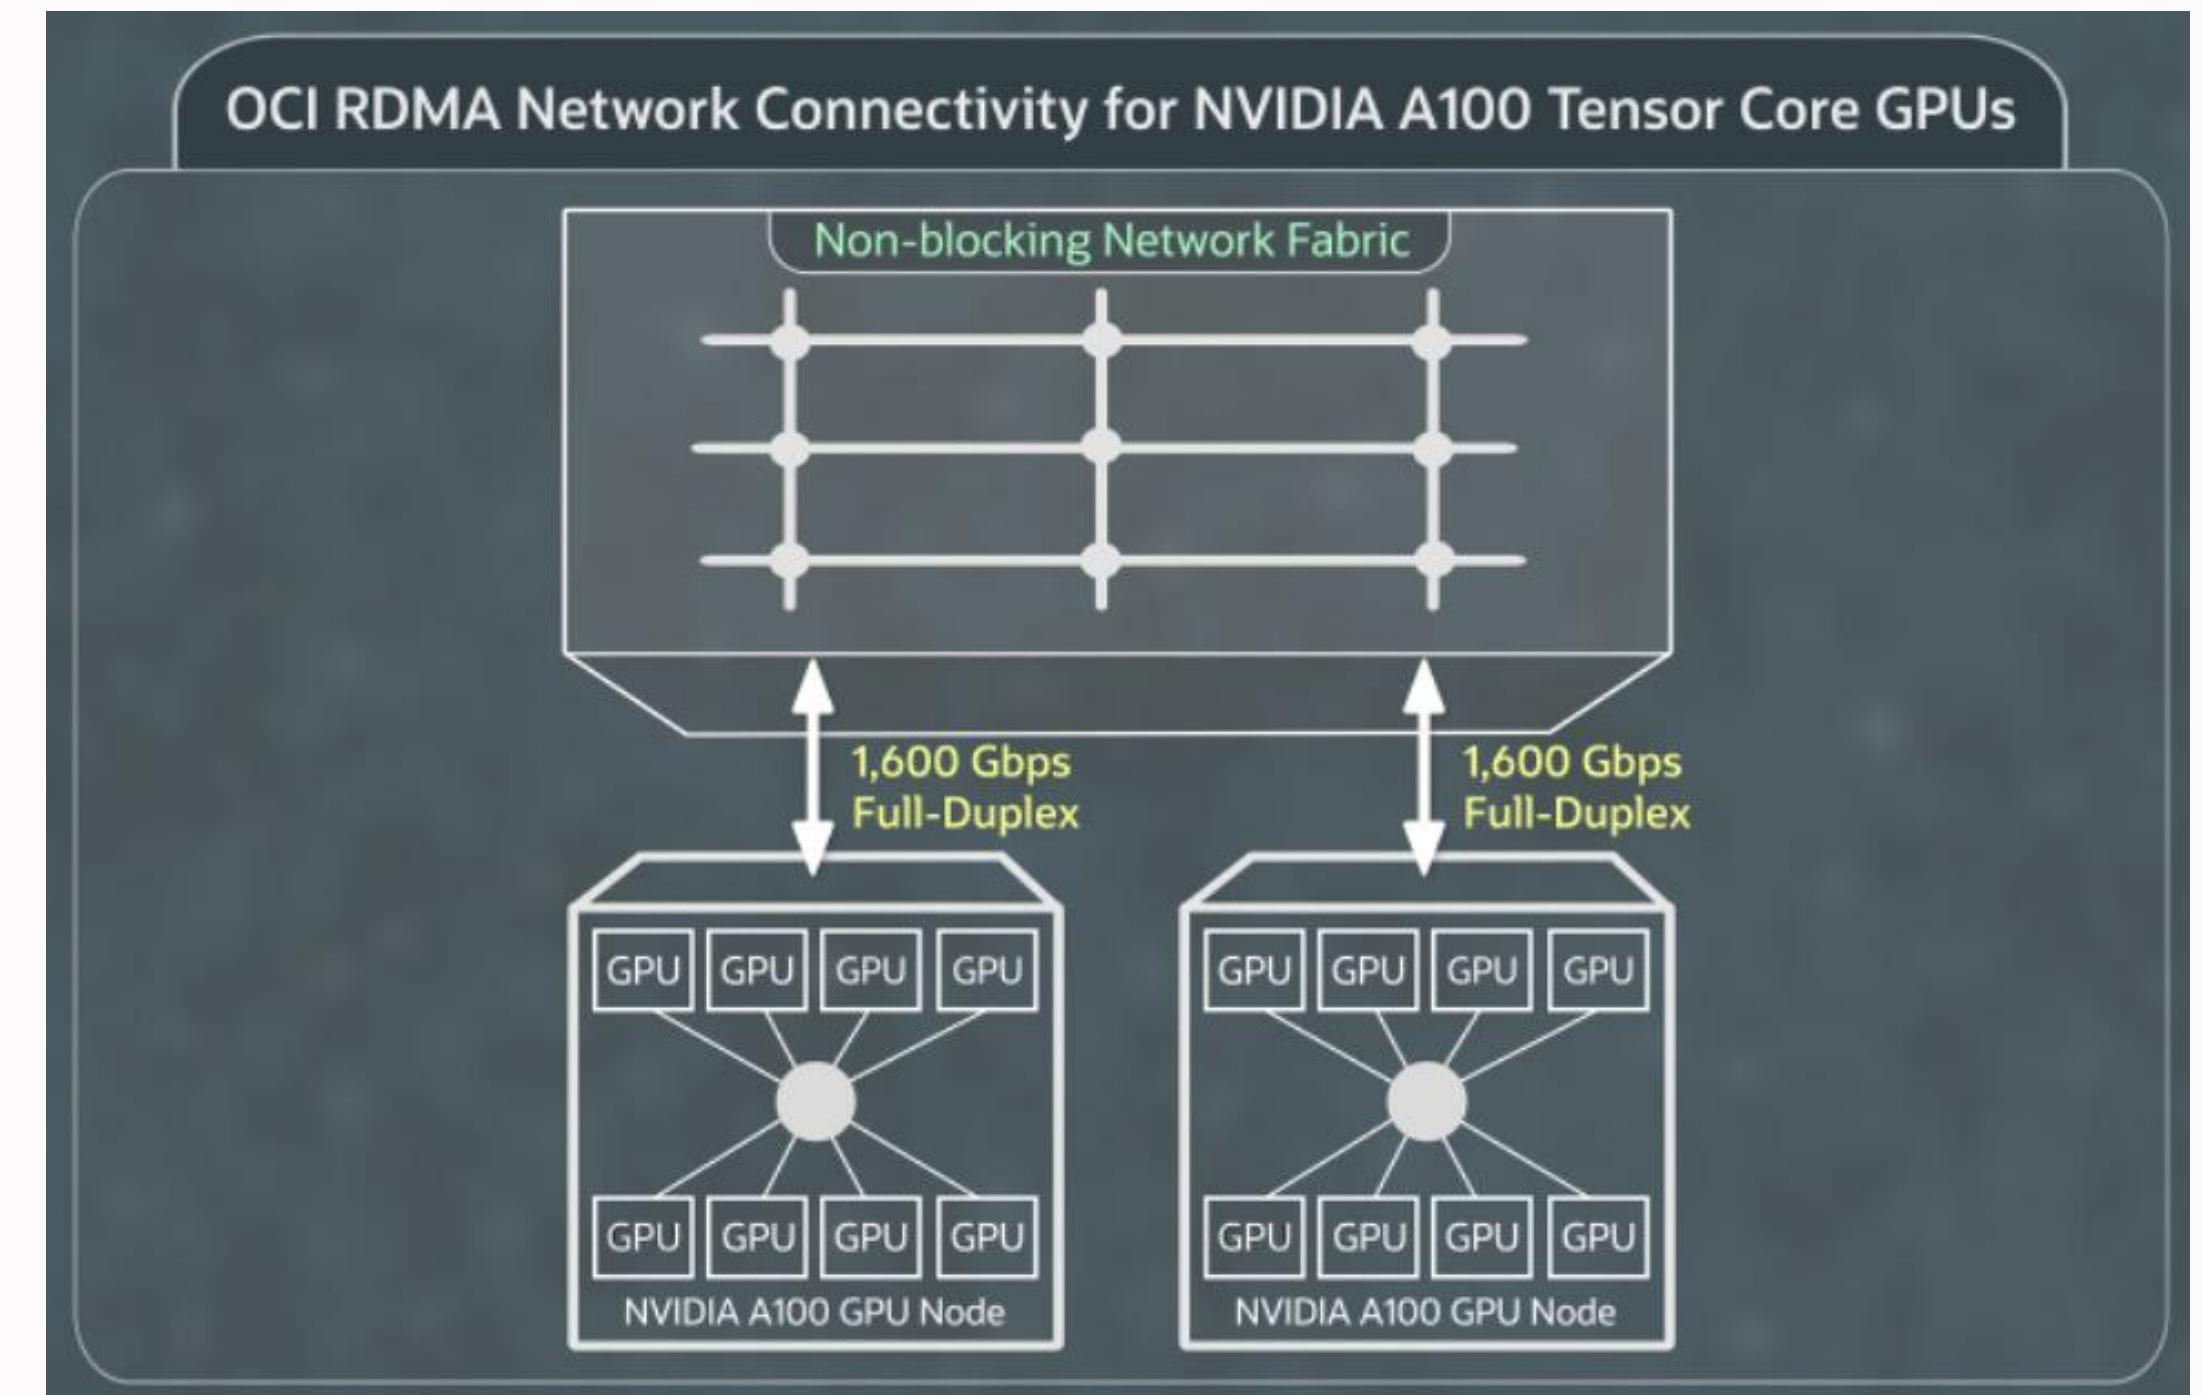 OCI RDMA Network Connectivity for NVIDIA A100 Tensor Core GPUs
Non-blocking Network Fabric
1,600 Gbps
Full-Duplex
1,600 Gbps
Full-Duplex
GPU GPU GPU GPU
GPU GPU GPU GPU
NVIDIA A100 GPU Node
GPU GPU GPU GPU
GPU GPU GPU GPU
NVIDIA A100 GPU Node